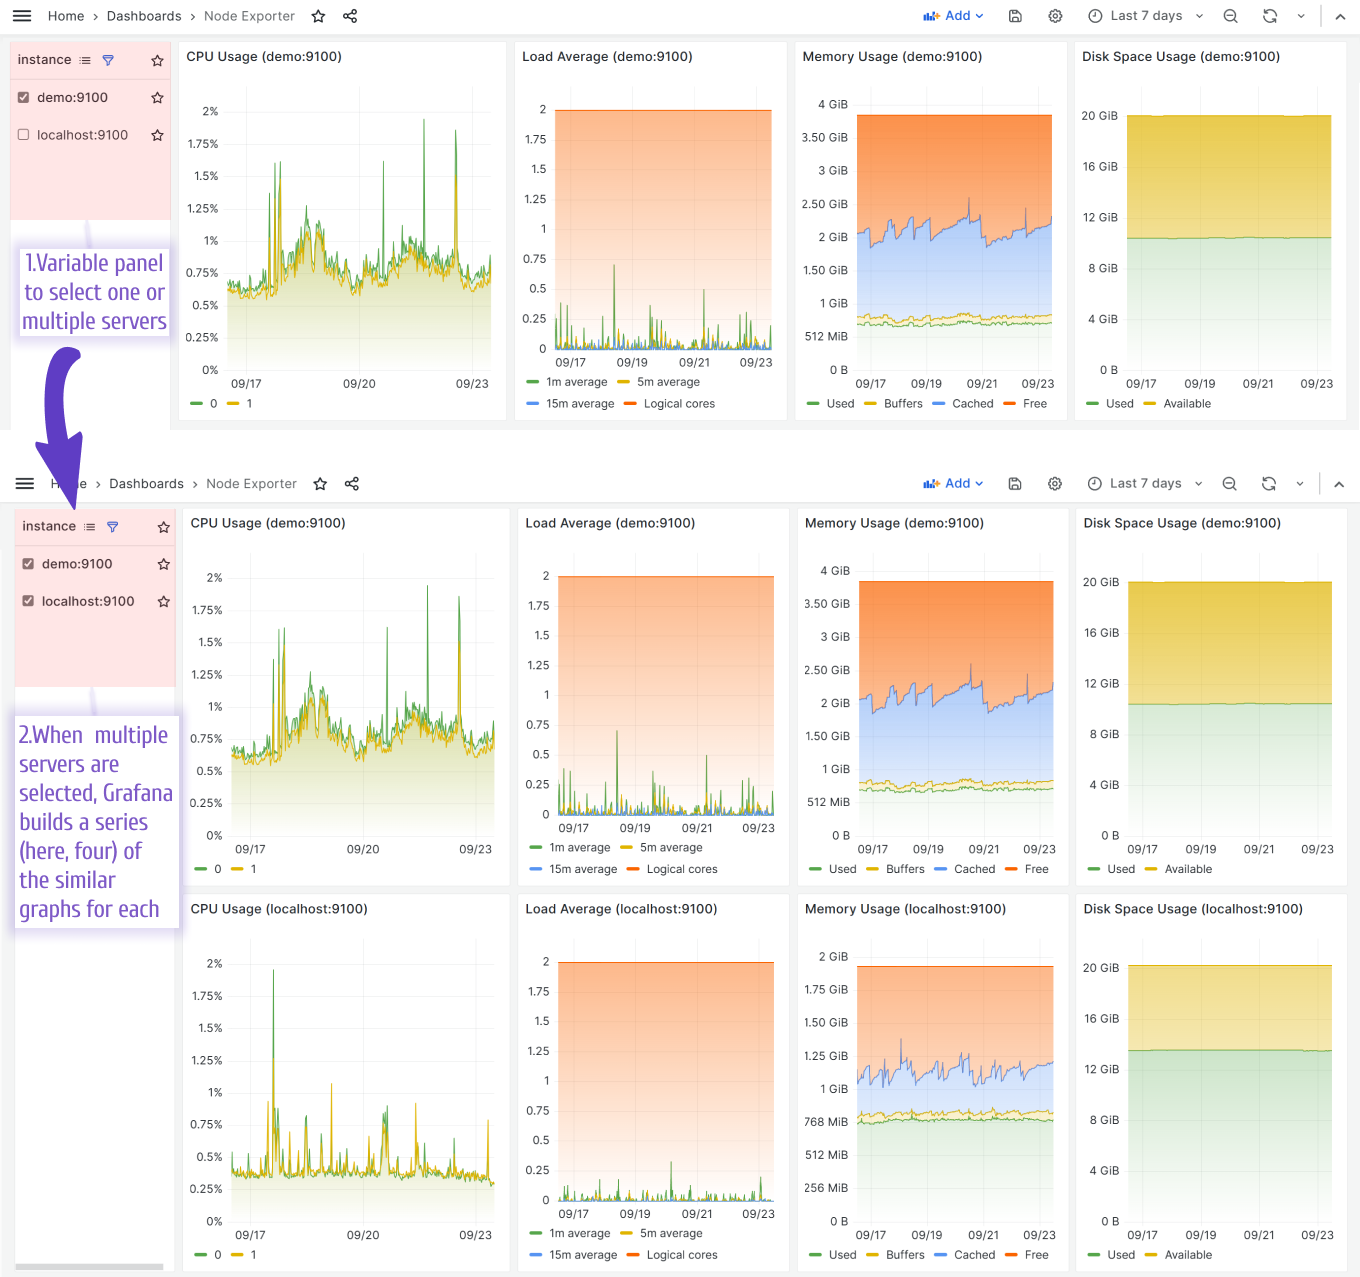 Home › Dashboards › Node Exporter
Add
Last 7 days
instance
demo:9100
localhost:9100
1.Variable panel
to select one or
multiple servers
CPU Usage (demo:9100)
2%
1.75%
1.5%
1.25%
1%
0.75%
0.5%
0.25%
0%
09/17 09/20 09/23
0 1
Load Average (demo:9100)
2
1.75
1.5
1.25
1
0.75
0.5
0.25
0
09/17 09/19 09/21 09/23
1m average 5m average
15m average Logical cores
Memory Usage (demo:9100)
4 GiB
3.50 GiB
3 GiB
2.50 GiB
2 GiB
1.50 GiB
1 GiB
512 MiB
0 B
09/17 09/19 09/21 09/23
Used Buffers Cached Free
Disk Space Usage (demo:9100)
20 GiB
16 GiB
12 GiB
8 GiB
4 GiB
0 B
09/17 09/19 09/21 09/23
Used Available
Home › Dashboards › Node Exporter
Add
Last 7 days
instance
demo:9100
localhost:9100
2.When multiple
servers are
selected, Grafana
builds a series
(here, four) of
the similar
graphs for each
CPU Usage (demo:9100)
2%
1.75%
1.5%
1.25%
1%
0.75%
0.5%
0.25%
0%
09/17 09/20 09/23
0 1
Load Average (demo:9100)
2
1.75
1.5
1.25
1
0.75
0.5
0.25
0
09/17 09/19 09/21 09/23
1m average 5m average
15m average Logical cores
Memory Usage (demo:9100)
4 GiB
3.50 GiB
3 GiB
2.50 GiB
2 GiB
1.50 GiB
1 GiB
512 MiB
0 B
09/17 09/19 09/21 09/23
Used Buffers Cached Free
Disk Space Usage (demo:9100)
20 GiB
16 GiB
12 GiB
8 GiB
4 GiB
0 B
09/17 09/19 09/21 09/23
Used Available
CPU Usage (localhost:9100)
2%
1.75%
1.5%
1.25%
1%
0.75%
0.5%
0.25%
0%
09/17 09/20 09/23
0 1
Load Average (localhost:9100)
2
1.75
1.5
1.25
1
0.75
0.5
0.25
0
09/17 09/19 09/21 09/23
1m average 5m average
15m average Logical cores
Memory Usage (localhost:9100)
2 GiB
1.75 GiB
1.50 GiB
1.25 GiB
1 GiB
768 MiB
512 MiB
256 MiB
0 B
09/17 09/19 09/21 09/23
Used Buffers Cached Free
Disk Space Usage (localhost:9100)
20 GiB
16 GiB
12 GiB
8 GiB
4 GiB
0 B
09/17 09/19 09/21 09/23
Used Available